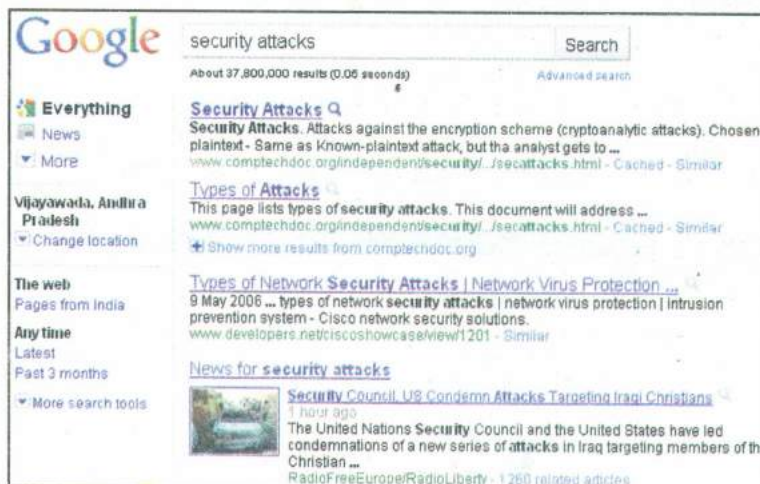 Google
security attacks
Search
About 37,800,000 results (0.06 seconds)
Advanced search
Everything
News
More
Vijayawada, Andhra
Pradesh
Change location
The web
Pages from India
Any time
Latest
Past 3 months
More search tools
Security Attacks
Security Attacks. Attacks against the encryption scheme (cryptoanalytic attacks). Chosen
plaintext - Same as Known-plaintext attack, but tha analyst gets to ...
www.comptechdoc.org/independent/security/.../secattacks.html - Cached - Similar
Types of Attacks
This page lists types of security attacks. This document will address ...
www.comptechdoc.org/independent/security/.../secattacks.html - Cached - Similar
Show more results from comptechdoc.org
Types of Network Security Attacks | Network Virus Protection ...
9 May 2006 ... types of network security attacks | network virus protection | intrusion
prevention system - Cisco network security solutions.
www.developers.net/ciscoshowcase/view/1201 - Similar
News for security attacks
Security Council, US Condemn Attacks Targeting Iraqi Christians
1 hour ago
The United Nations Security Council and the United States have led
condemnations of a new series of attacks in Iraq targeting members of th
Christian ...
RadioFreeEurope/RadioLiberty - 1260 related articles